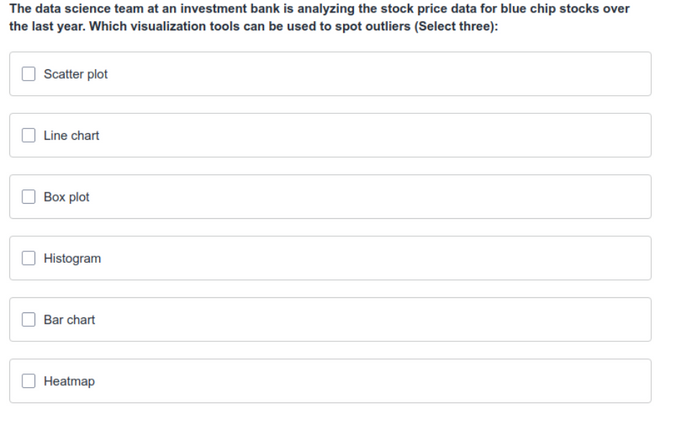 The data science team at an investment bank is analyzing the stock price data for blue chip stocks over
the last year. Which visualization tools can be used to spot outliers (Select three):
Scatter plot
Line chart
Box plot
Histogram
Bar chart
Heatmap